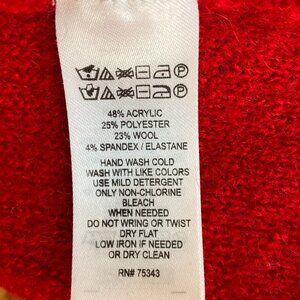 48% ACRYLIC
25% POLYESTER
23% WOOL
4% SPANDEX / ELASTANE
HAND WASH COLD
WASH WITH LIKE COLORS
USE MILD DETERGENT
ONLY NON-CHLORINE
BLEACH
WHEN NEEDED
DO NOT WRING OR TWIST
DRY FLAT
LOW IRON IF NEEDED
OR DRY CLEAN
RN# 75343